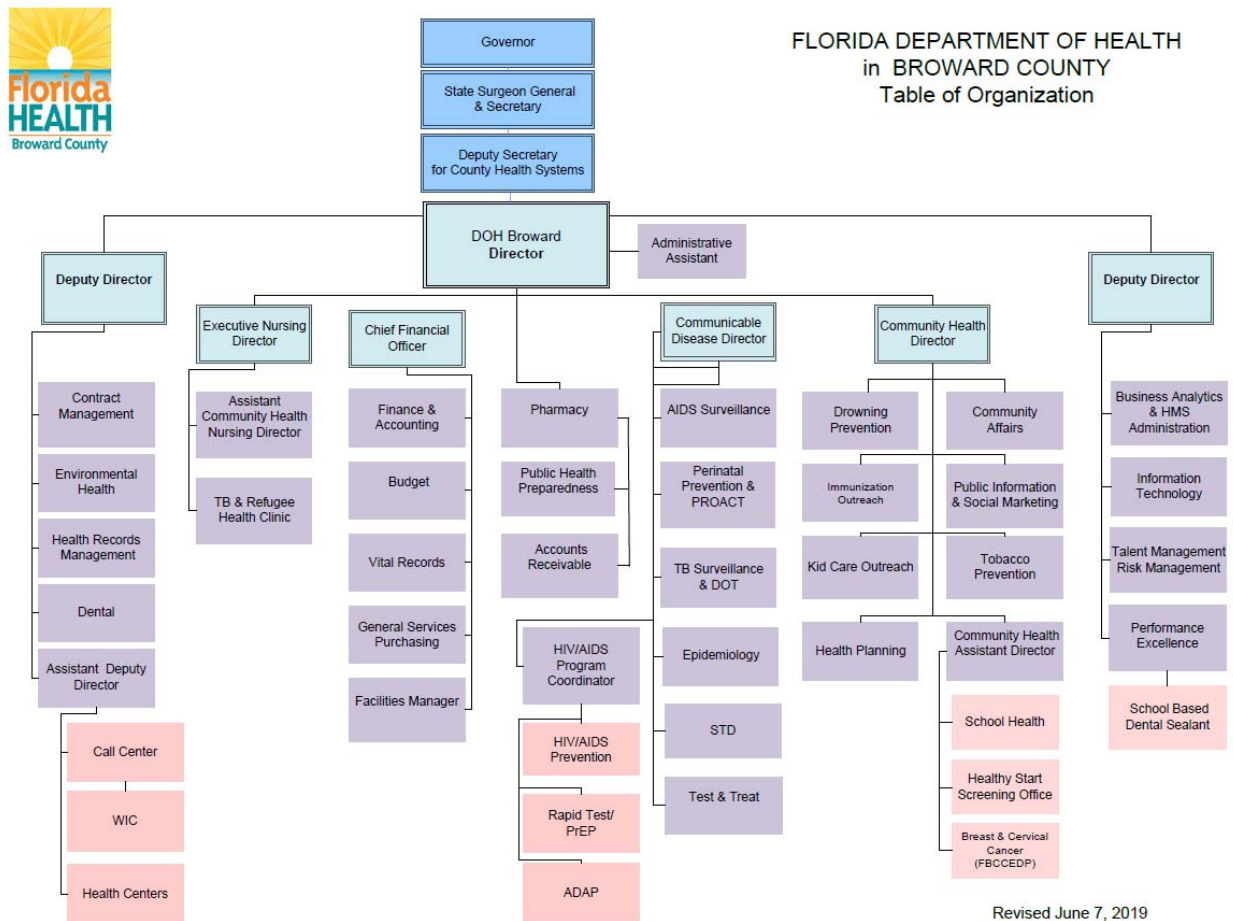 Florida
HEALTH
Broward County
FLORIDA DEPARTMENT OF HEALTH
in BROWARD COUNTY
Table of Organization
Governor
State Surgeon General
& Secretary
Deputy Secretary
for County Health Systems
DOH Broward
Director
Administrative
Assistant
Deputy Director
Contract
Management
Environmental
Health
Health Records
Management
Dental
Assistant Deputy
Director
Call Center
WIC
Health Centers
Executive Nursing
Director
Assistant
Community Health
Nursing Director
TB & Refugee
Health Clinic
Chief Financial
Officer
Finance &
Accounting
Budget
Vital Records
General Services
Purchasing
Facilities Manager
Pharmacy
Public Health
Preparedness
Accounts
Receivable
Communicable
Disease Director
AIDS Surveillance
Perinatal
Prevention &
PROACT
TB Surveillance
& DOT
Epidemiology
STD
Test & Treat
HIV/AIDS
Program
Coordinator
HIV/AIDS
Prevention
Rapid Test/
PrEP
ADAP
Community Health
Director
Drowning
Prevention
Community
Affairs
Immunization
Outreach
Public Information
& Social Marketing
Kid Care Outreach
Tobacco
Prevention
Health Planning
Community Health
Assistant Director
School Health
Healthy Start
Screening Office
Breast & Cervical
Cancer
(FBCCEDP)
Deputy Director
Business Analytics
& HMS
Administration
Information
Technology
Talent Management
Risk Management
Performance
Excellence
School Based
Dental Sealant
Revised June 7, 2019